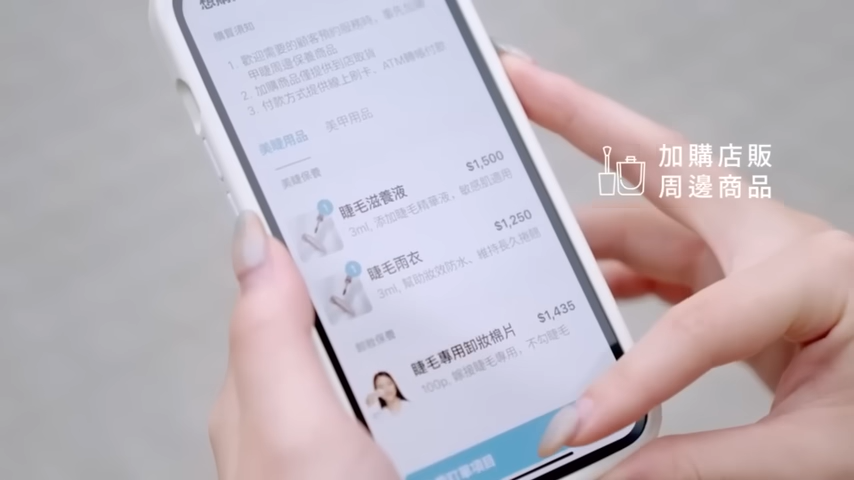 購買須知
1. 歡迎需要的顧客預約服務時，事先加購
甲睫周邊保養商品
2. 加購商品僅提供到店取貨
3. 付款方式提供線上刷卡、ATM轉帳付款
美睫用品
美甲用品
美睫保養
睫毛滋養液
$1,500
3ml, 添加睫毛精華液，敏感肌適用
睫毛雨衣
$1,250
3ml, 幫助妝效防水、維持長久捲翹
卸妝保養
睫毛專用卸妝棉片
$1,435
100p, 嫁接睫毛專用，不勾睫毛
加購店販
周邊商品